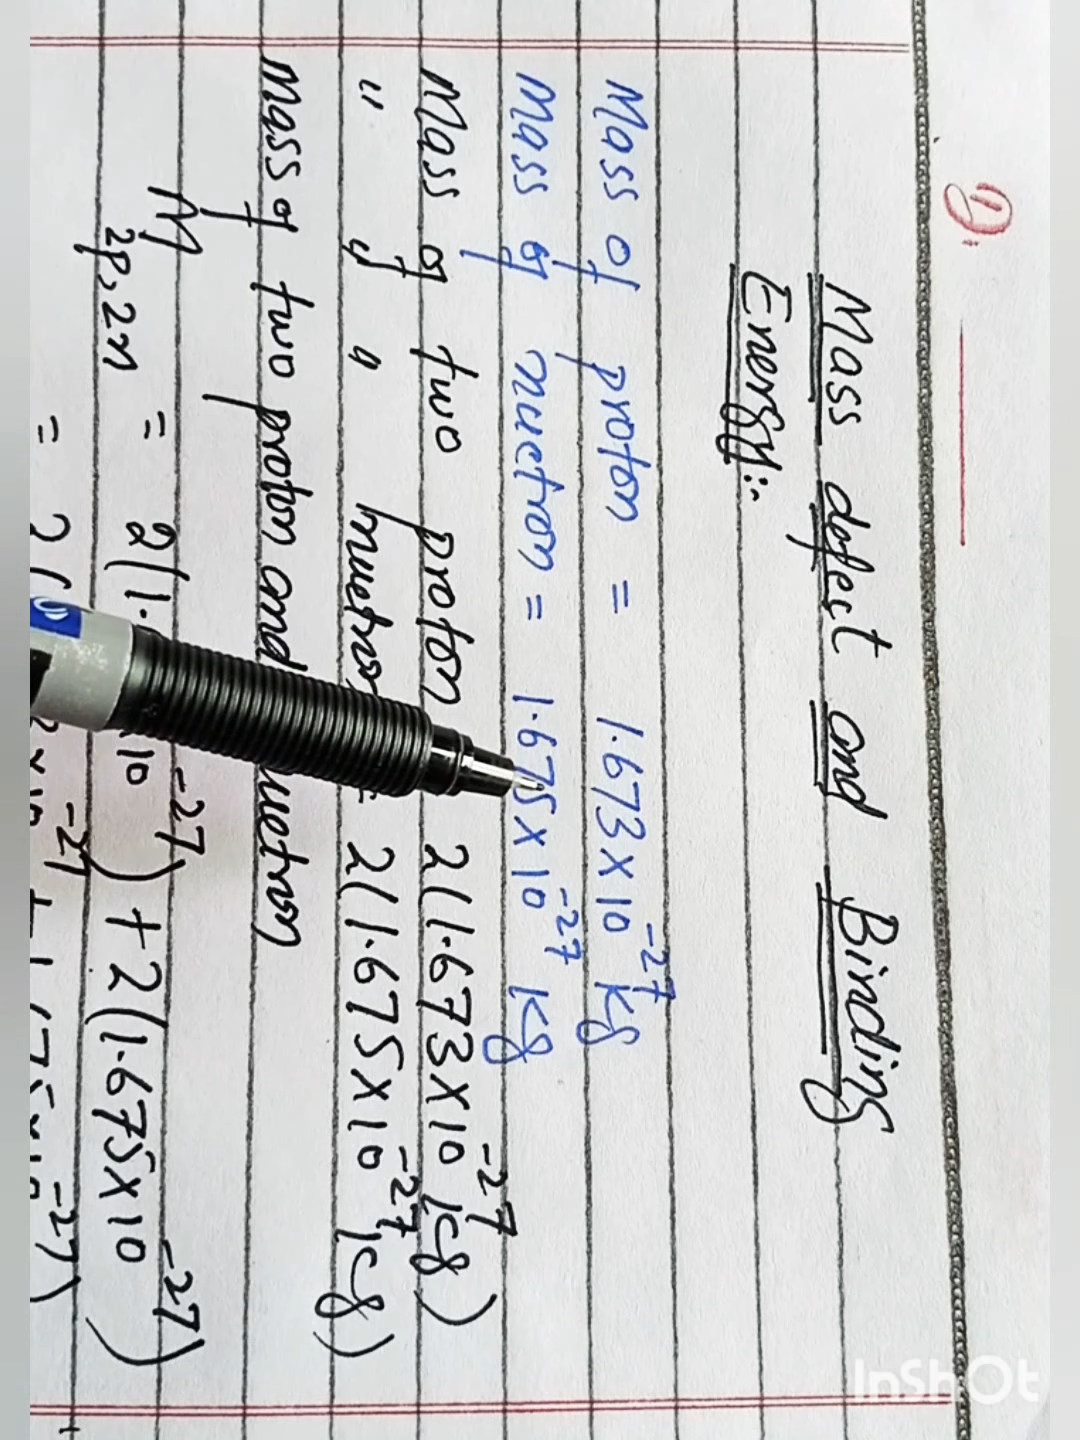 Mass defect and Binding
Energy:-
Mass of proton = 1.673 x 10⁻²⁷ kg
Mass of nuetron = 1.675 x 10⁻²⁷ kg
Mass of two proton 2(1.673 x 10⁻²⁷ kg)
" " " nuetron 2(1.675 x 10⁻²⁷ kg)
Mass of two proton and nuetron
M 2p, 2n = 2(1. 10⁻²⁷) + 2(1.675 x 10⁻²⁷)
= 2(
InShOt